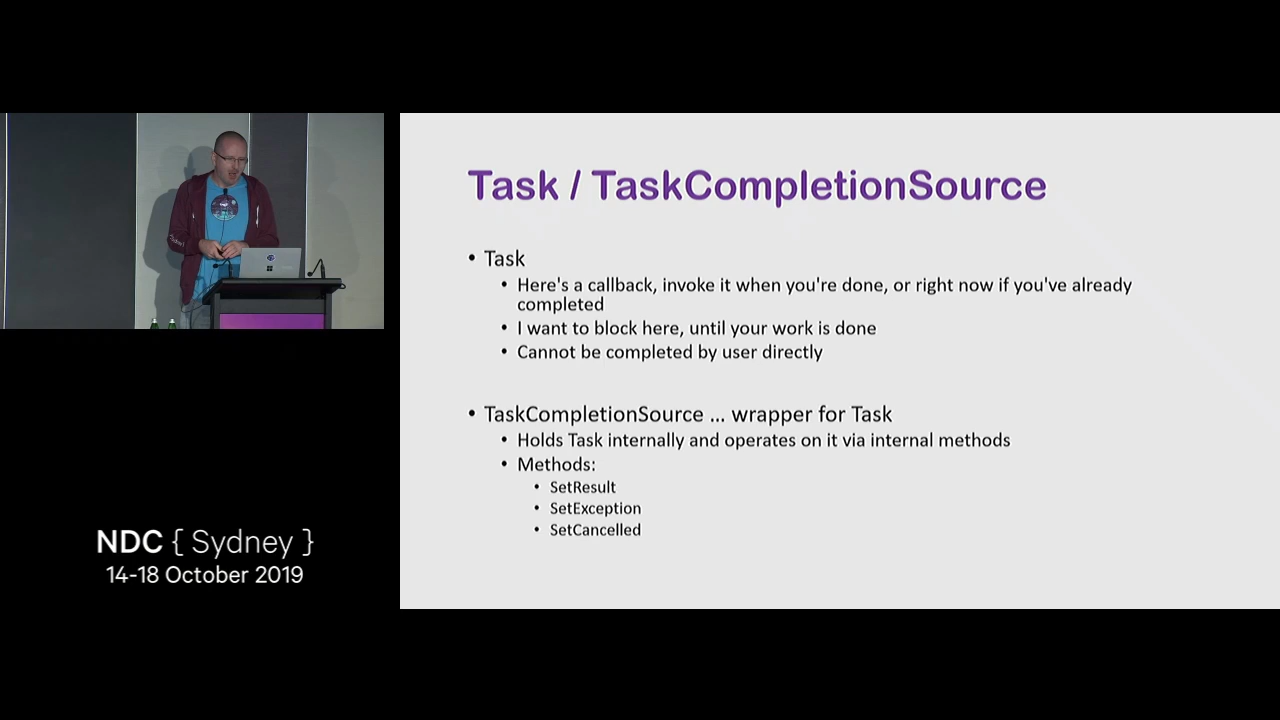 Task / TaskCompletionSource
• Task
• Here's a callback, invoke it when you're done, or right now if you've already
completed
• I want to block here, until your work is done
• Cannot be completed by user directly
• TaskCompletionSource ... wrapper for Task
• Holds Task internally and operates on it via internal methods
• Methods:
• SetResult
• SetException
• SetCancelled
NDC { Sydney }
14-18 October 2019